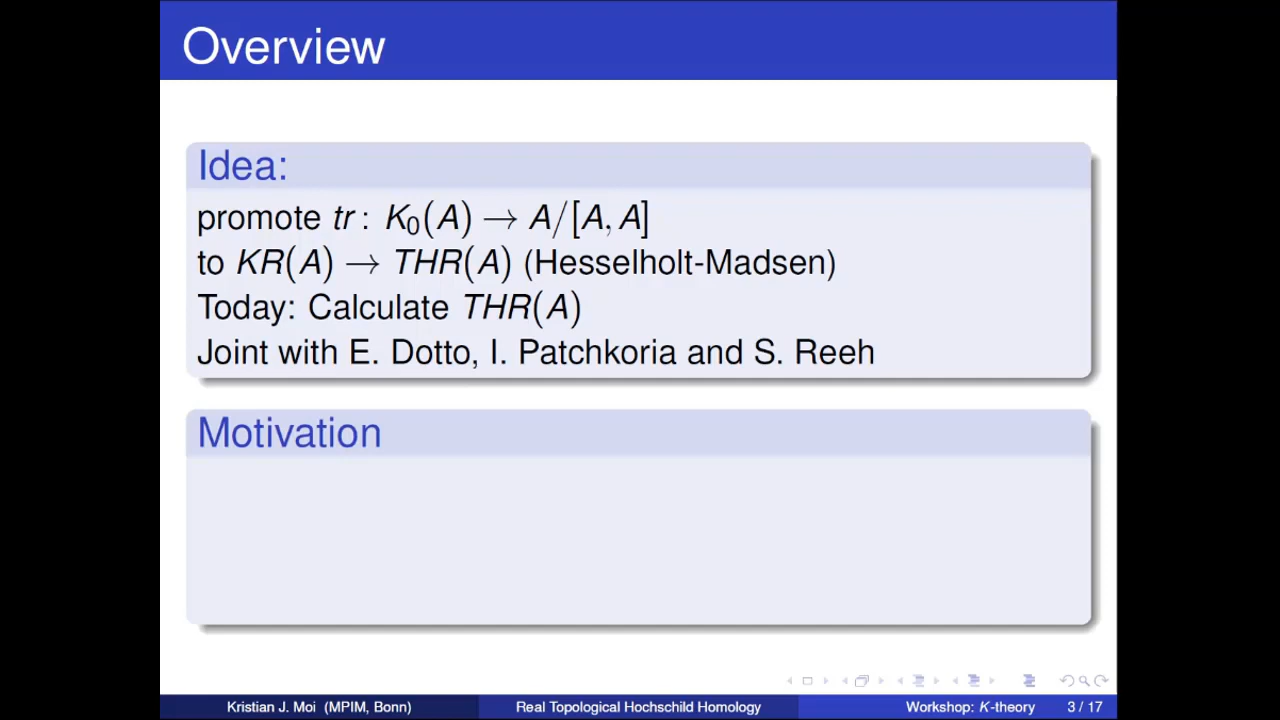 Overview
Idea:
promote tr : K₀(A) → A/[A, A]
to KR(A) → THR(A) (Hesselholt-Madsen)
Today: Calculate THR(A)
Joint with E. Dotto, I. Patchkoria and S. Reeh
Motivation
Kristian J. Moi (MPIM, Bonn) Real Topological Hochschild Homology Workshop: K-theory 3 / 17